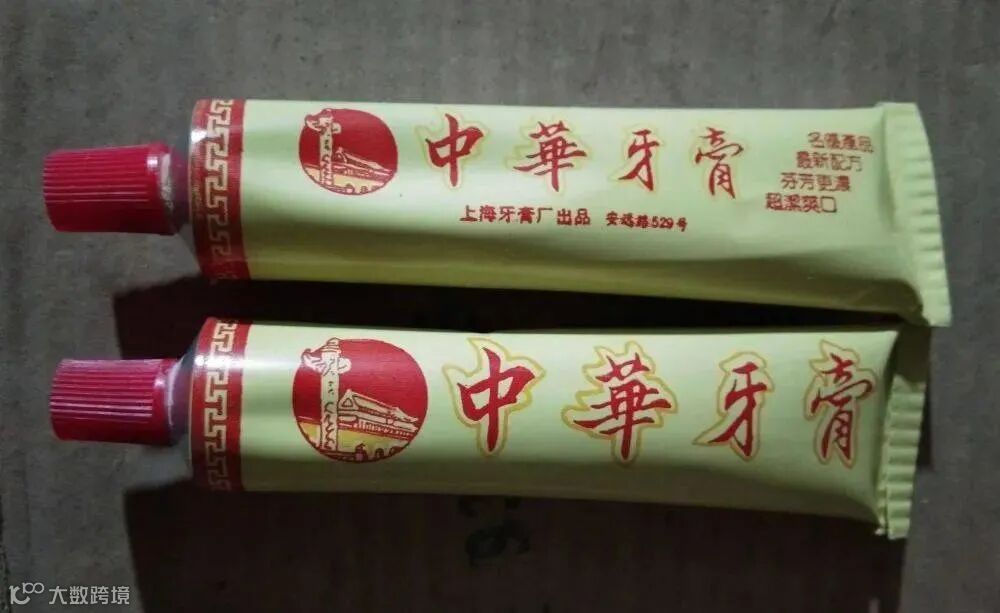 中華牙膏
上海牙膏厂出品 安远路529号
名優產品
最新配方
芬芳更濃
超潔爽口
中華牙膏
大数跨境